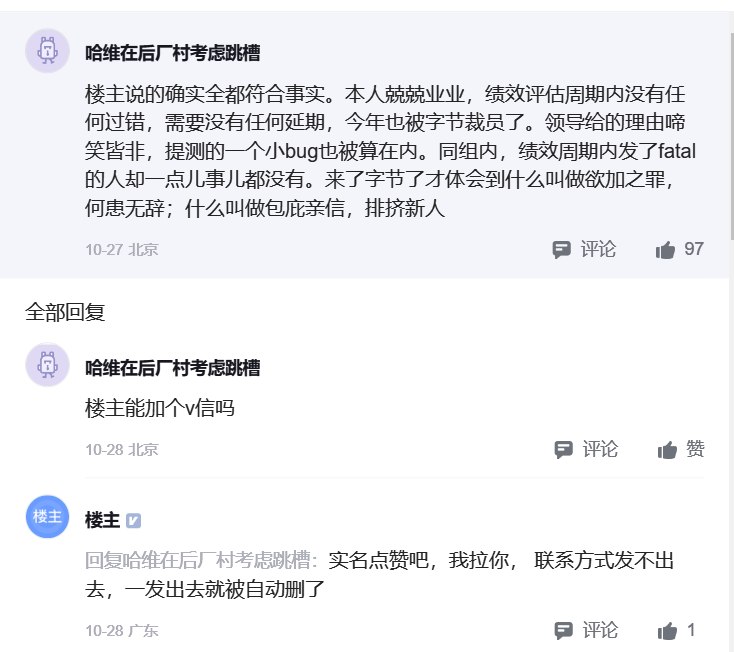 哈维在后厂村考虑跳槽
楼主说的确实全都符合事实。本人兢兢业业，绩效评估周期内没有任
何过错，需要没有任何延期，今年也被字节裁员了。领导给的理由啼
笑皆非，提测的一个小bug也被算在内。同组内，绩效周期内发了fatal
的人却一点儿事儿都没有。来了字节了才体会到什么叫做欲加之罪，
何患无辞；什么叫做包庇亲信，排挤新人
10-27 北京 评论 97
全部回复
哈维在后厂村考虑跳槽
楼主能加个v信吗
10-28 北京 评论 赞
楼主 楼主
回复哈维在后厂村考虑跳槽：实名点赞吧，我拉你， 联系方式发不出
去，一发出去就被自动删了
10-28 广东 评论 1